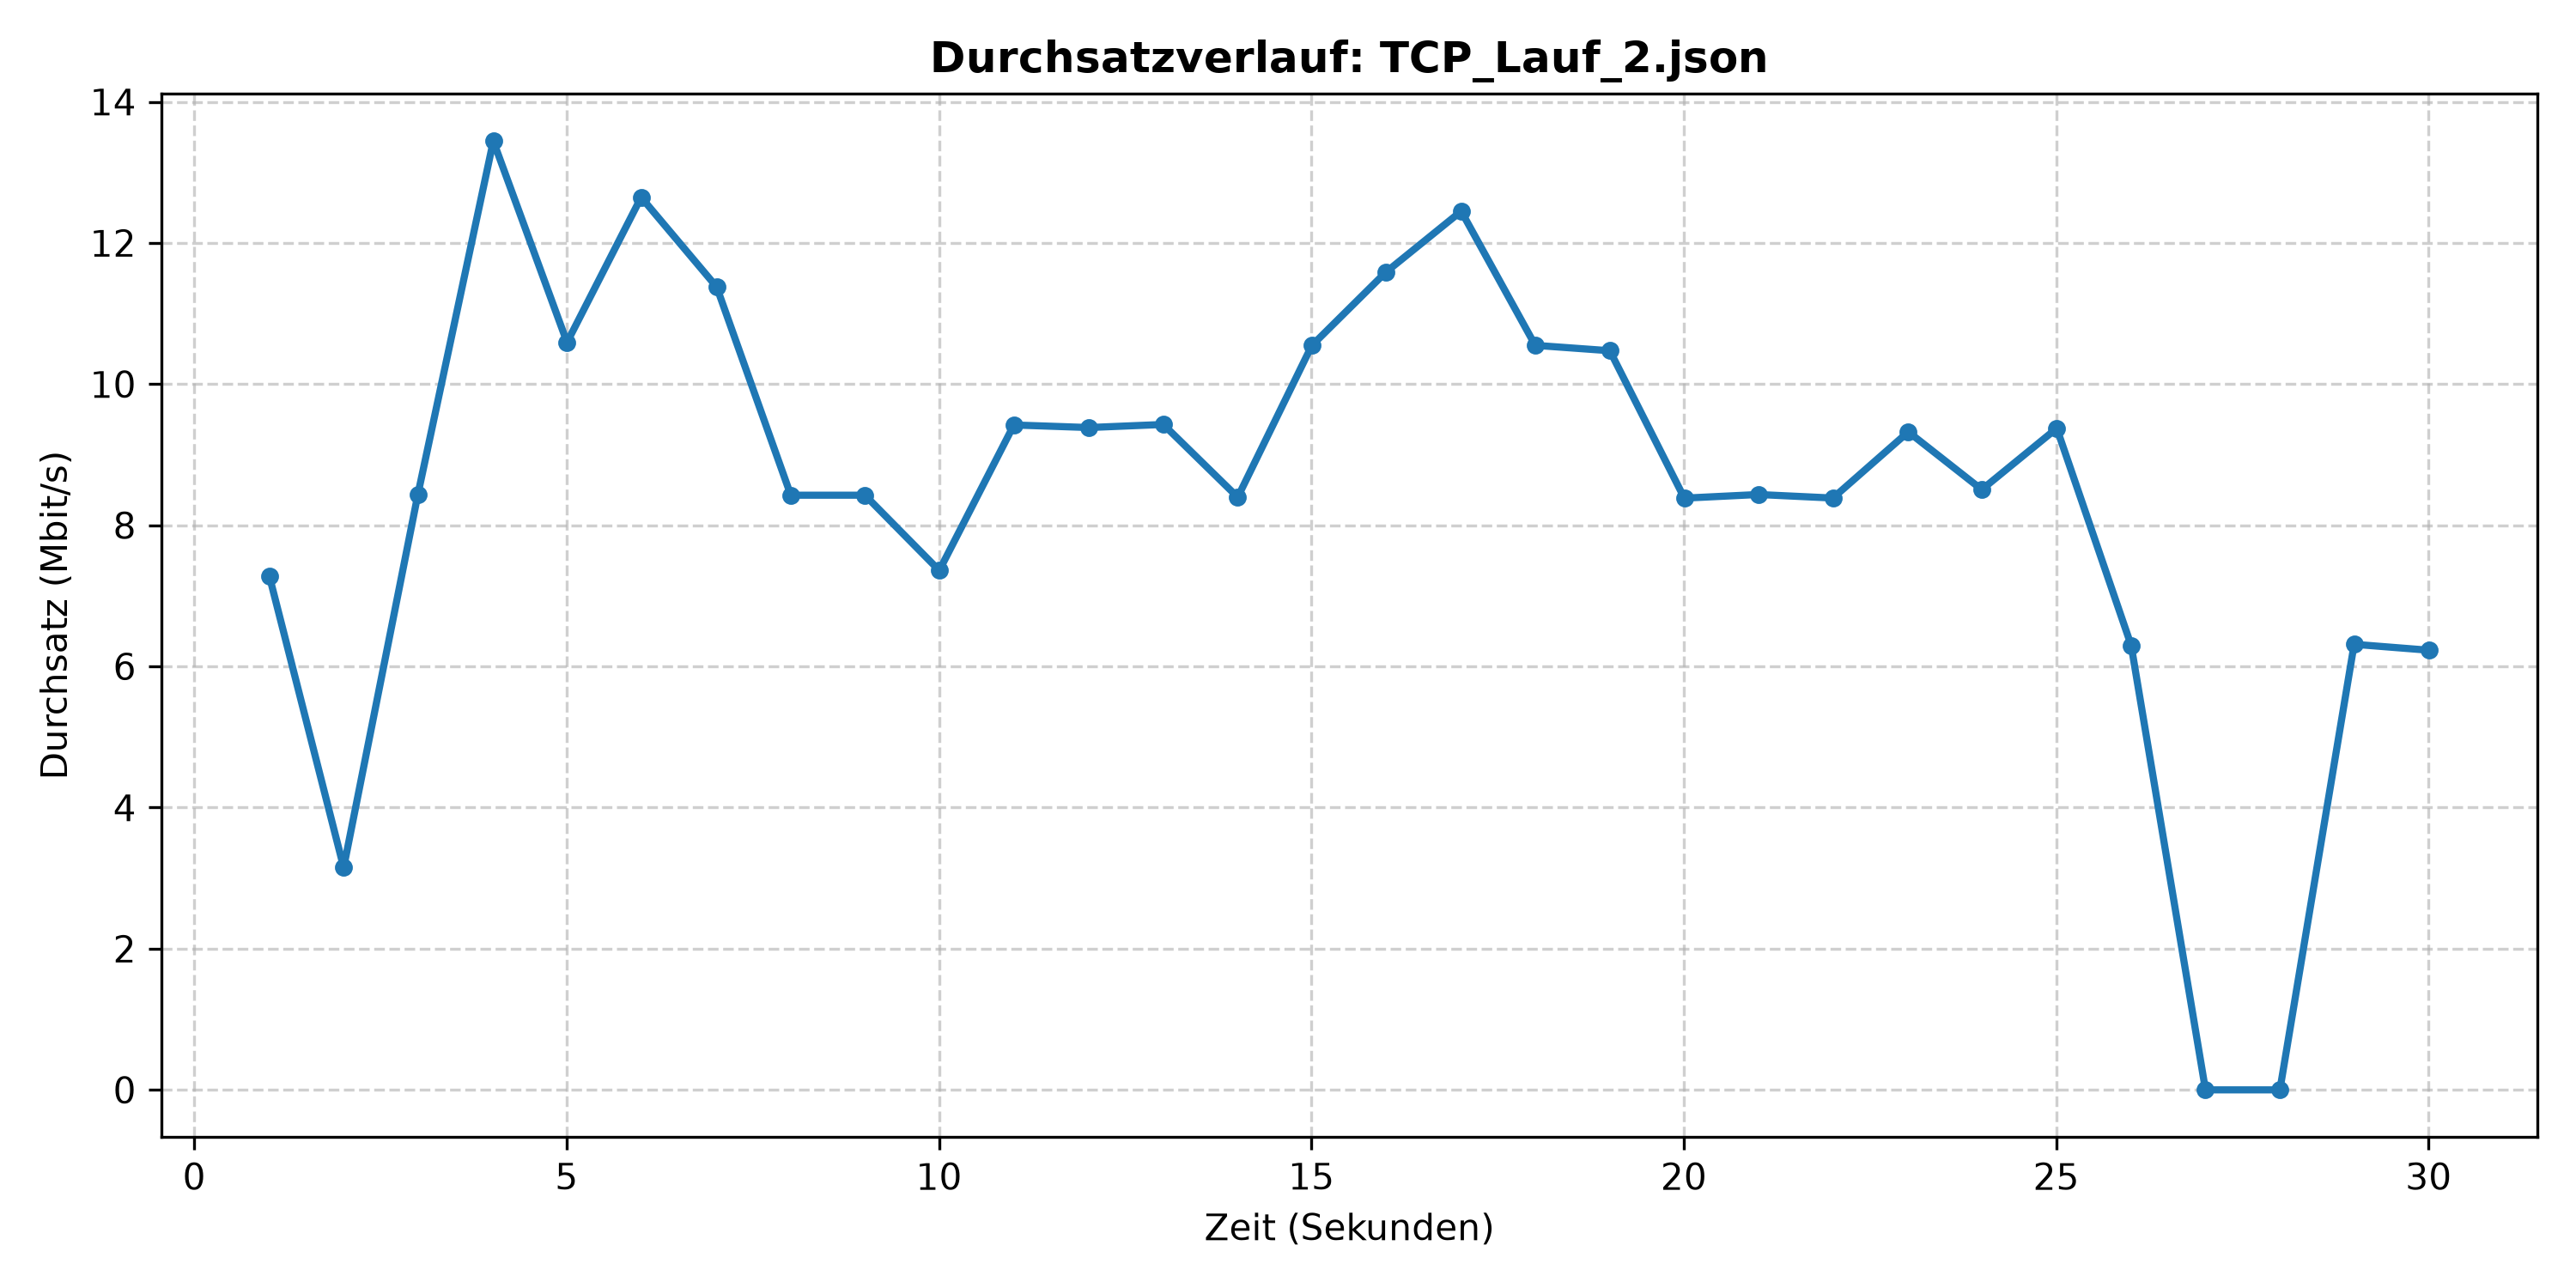 Durchsatzverlauf: TCP_Lauf_2.json
14
12
10
8
6
4
2
0
Durchsatz (Mbit/s)
0 5 10 15 20 25 30
Zeit (Sekunden)